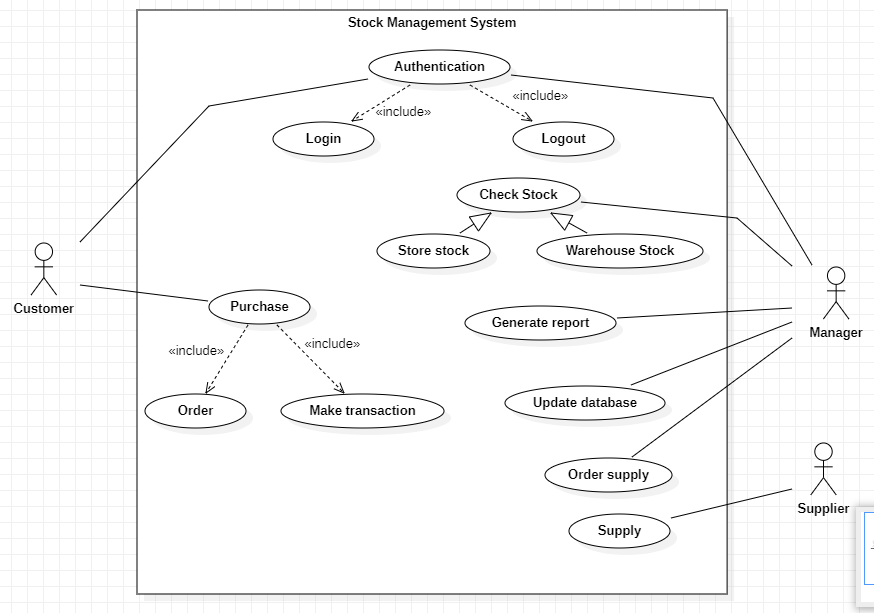 Stock Management System
Authentication
«include»
«include»
Login
Logout
Check Stock
Store stock
Warehouse Stock
Customer
Purchase
Generate report
Manager
«include»
«include»
Order
Make transaction
Update database
Order supply
Supplier
Supply